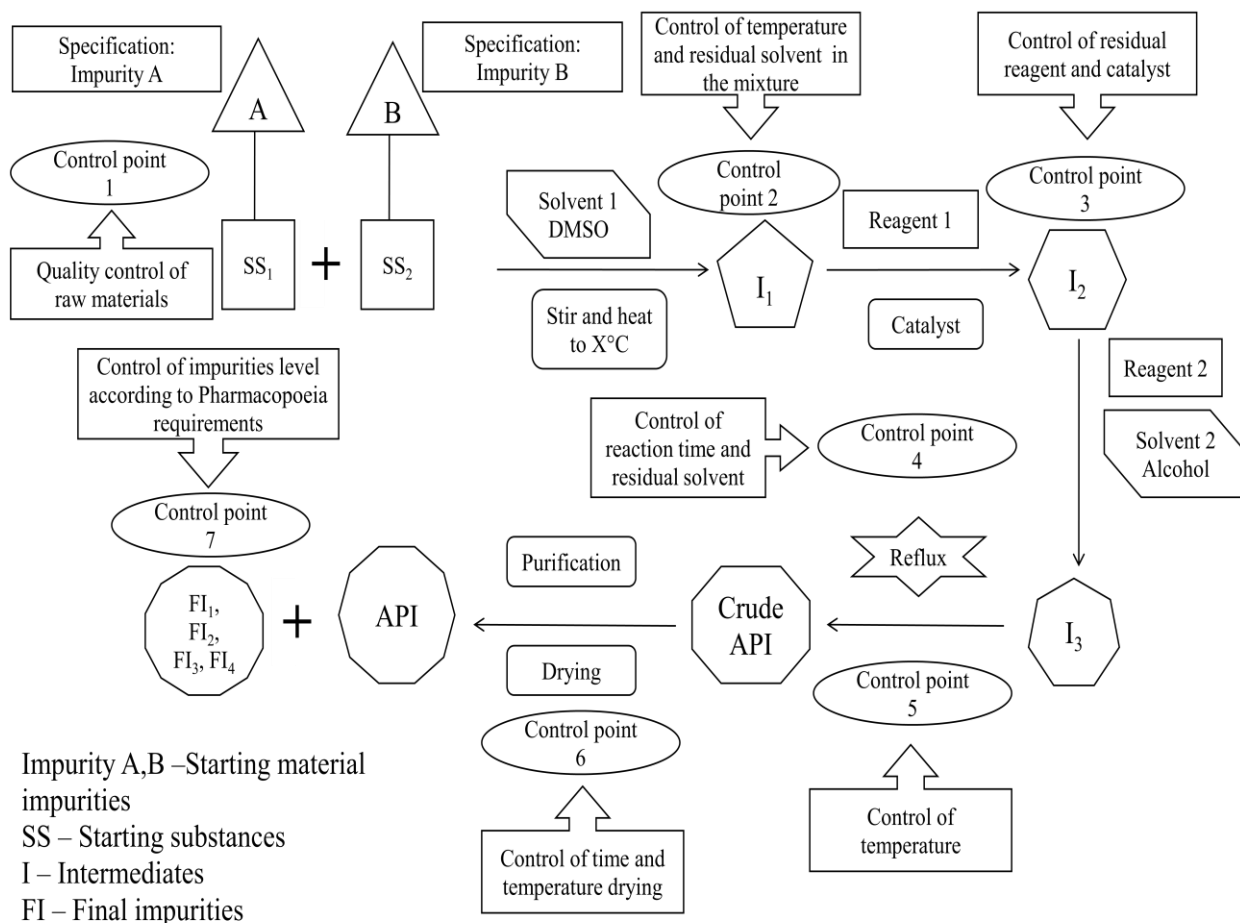 Specification:
Impurity A
A
B
Specification:
Impurity B
Control of temperature
and residual solvent in
the mixture
Control of residual
reagent and catalyst
Control point
1
Quality control of
raw materials
SS₁
+
SS₂
Solvent 1
DMSO
Stir and heat
to X°C
Control
point 2
I₁
Reagent 1
Catalyst
Control point
3
I₂
Reagent 2
Solvent 2
Alcohol
Control of impurities level
according to Pharmacopoeia
requirements
Control of
reaction time and
residual solvent
Control point
4
Control point
7
FI₁,
FI₂,
FI₃, FI₄
+
API
Purification
Drying
Crude
API
Reflux
I₃
Control point
5
Control of
temperature
Control point
6
Control of time and
temperature drying
Impurity A,B –Starting material
impurities
SS – Starting substances
I – Intermediates
FI – Final impurities